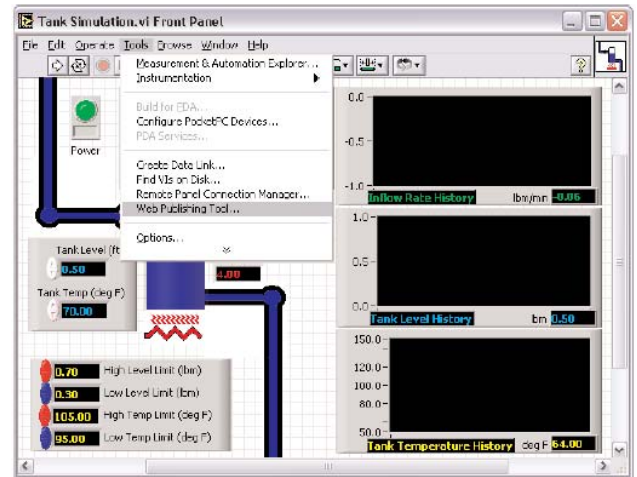 Tank Simulation.vi Front Panel
File Edit Operate Tools Browse Window Help
Measurement & Automation Explorer...
Instrumentation
Build for PDA...
Configure PocketPC Devices...
PDA Services...
Create Data Link...
Find VIs on Disk...
Remote Panel Connection Manager...
Web Publishing Tool...
Options...
Power
Tank Level (ft
0.50
Tank Temp (deg F)
70.00
4.00
0.70 High Level Limit (lbm)
0.30 Low Level Limit (lbm)
105.00 High Temp Limit (deg F)
95.00 Low Temp Limit (deg F)
0.0
-0.5
-1.0
Inflow Rate History lbm/min -0.06
1.0
0.5
0.0
Tank Level History lbm 0.50
150.0
120.0
100.0
80.0
50.0
Tank Temperature History deg F 64.00